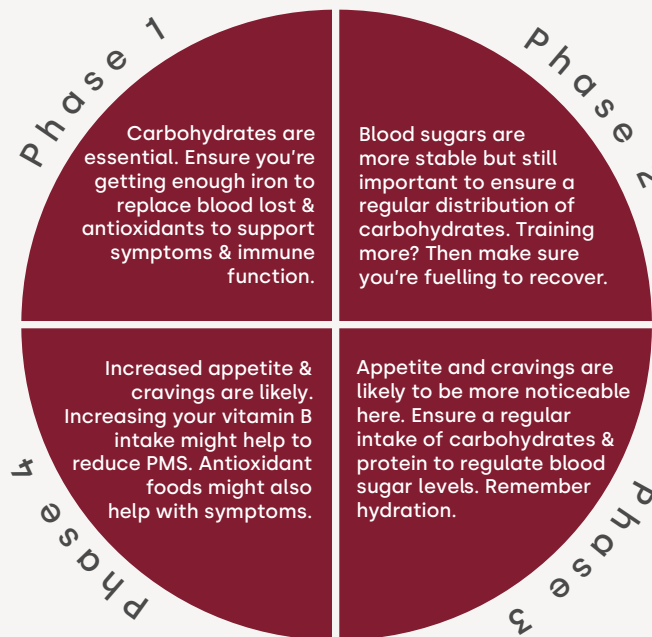 Phase 1
Carbohydrates are
essential. Ensure you're
getting enough iron to
replace blood lost &
antioxidants to support
symptoms & immune
function.
Phase 2
Blood sugars are
more stable but still
important to ensure a
regular distribution of
carbohydrates. Training
more? Then make sure
you're fuelling to recover.
Phase 3
Appetite and cravings are
likely to be more noticeable
here. Ensure a regular
intake of carbohydrates &
protein to regulate blood
sugar levels. Remember
hydration.
Phase 4
Increased appetite &
cravings are likely.
Increasing your vitamin B
intake might help to
reduce PMS. Antioxidant
foods might also
help with symptoms.